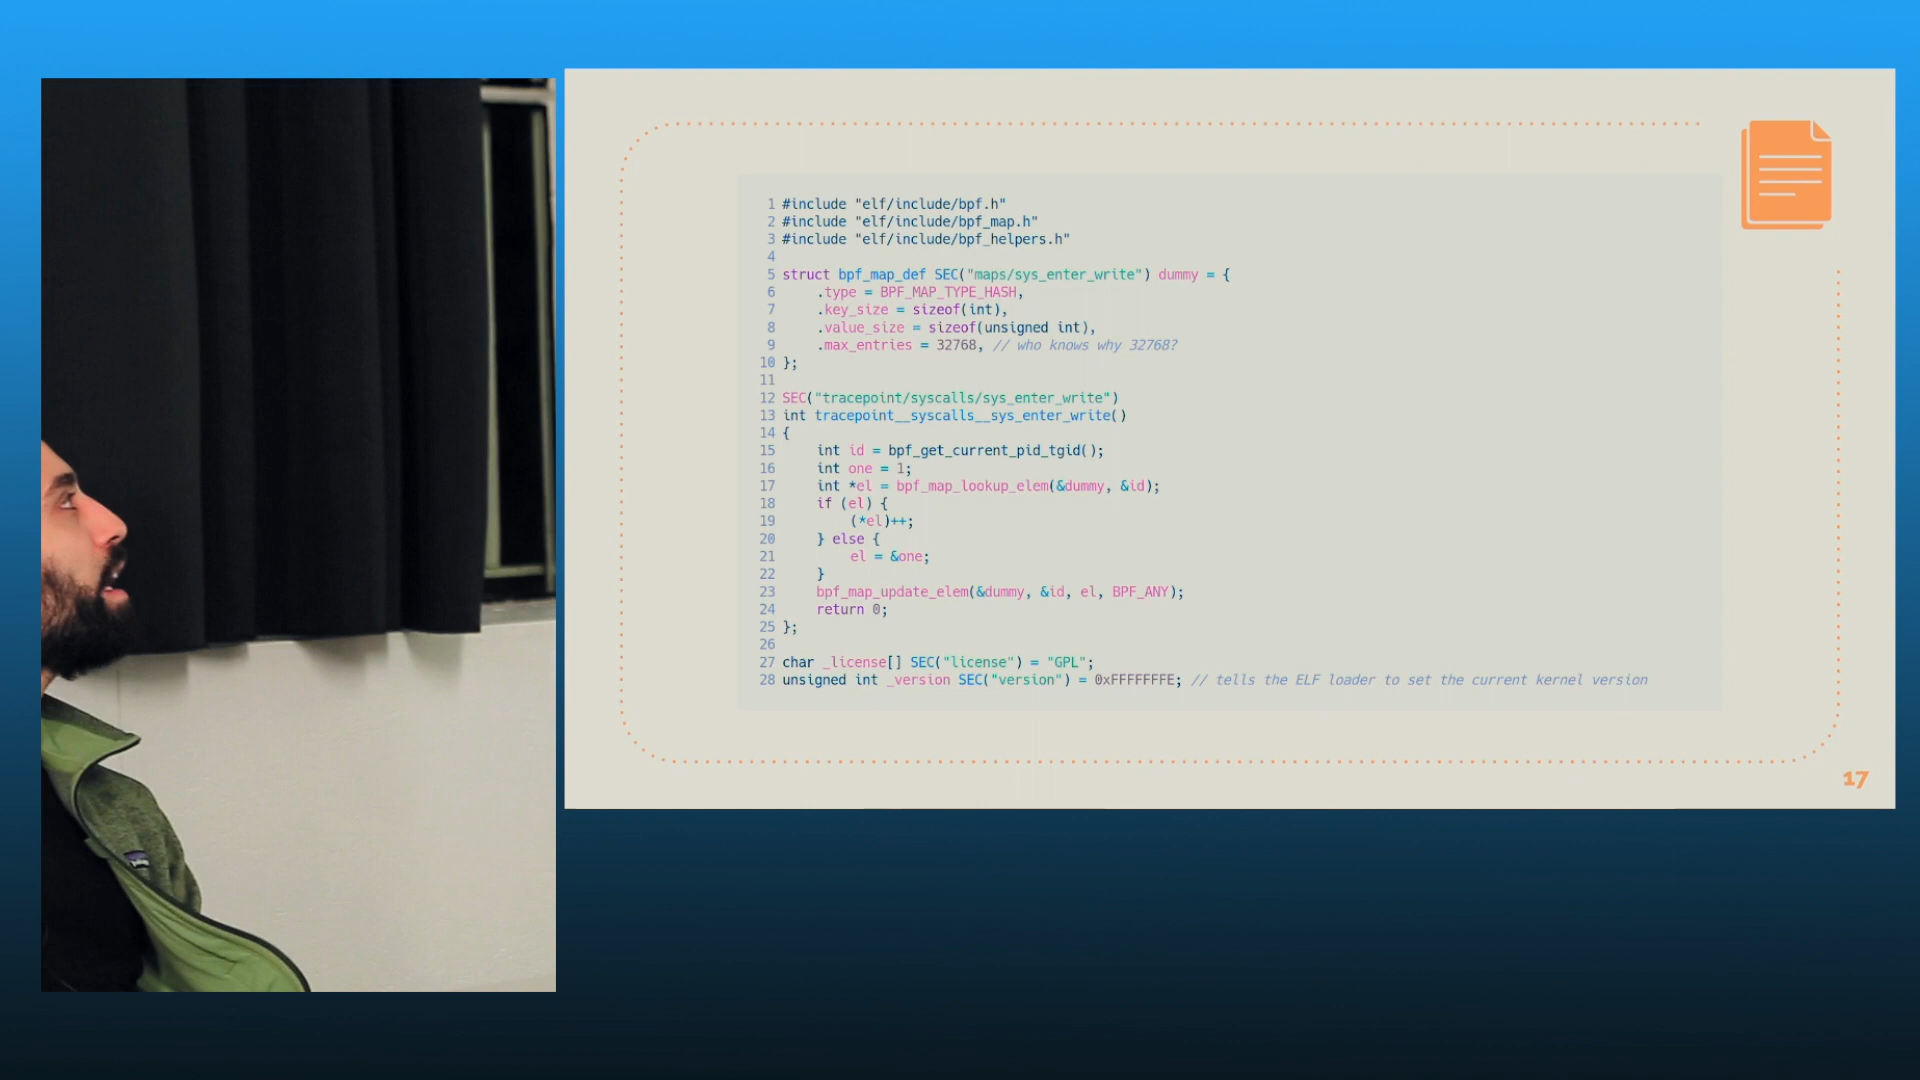 1 #include "elf/include/bpf.h"
2 #include "elf/include/bpf_map.h"
3 #include "elf/include/bpf_helpers.h"
4
5 struct bpf_map_def SEC("maps/sys_enter_write") dummy = {
6     .type = BPF_MAP_TYPE_HASH,
7     .key_size = sizeof(int),
8     .value_size = sizeof(unsigned int),
9     .max_entries = 32768, // who knows why 32768?
10 };
11
12 SEC("tracepoint/syscalls/sys_enter_write")
13 int tracepoint__syscalls__sys_enter_write()
14 {
15     int id = bpf_get_current_pid_tgid();
16     int one = 1;
17     int *el = bpf_map_lookup_elem(&dummy, &id);
18     if (el) {
19         (*el)++;
20     } else {
21         el = &one;
22     }
23     bpf_map_update_elem(&dummy, &id, el, BPF_ANY);
24     return 0;
25 };
26
27 char _license[] SEC("license") = "GPL";
28 unsigned int _version SEC("version") = 0xFFFFFFFE; // tells the ELF loader to set the current kernel version
17